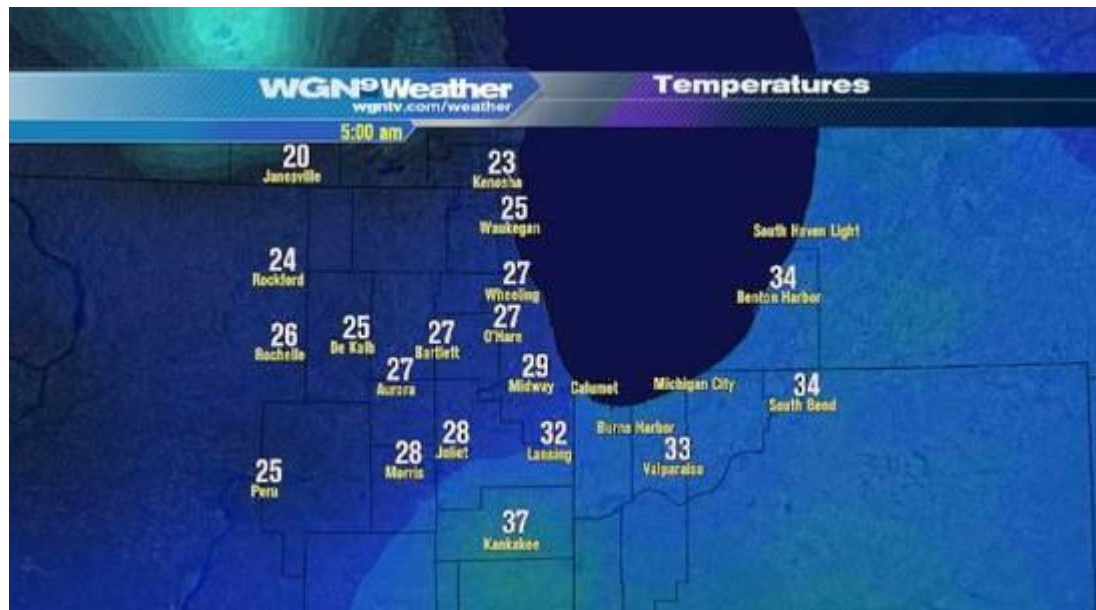 WGN9 Weather
Temperatures
wgntv.com/weather
5:00 am
20
Janesville
23
Kenosha
25
Waukegan
South Haven Light
24
Rockford
27
Wheeling
34
Benton Harbor
26
Rochelle
25
De Kalb
27
Bartlett
27
O'Hare
27
Aurora
29
Midway
Calumet
Michigan City
34
South Bend
28
Morris
28
Joliet
32
Lansing
Burns Harbor
33
Valparaiso
25
Peru
37
Kankakee